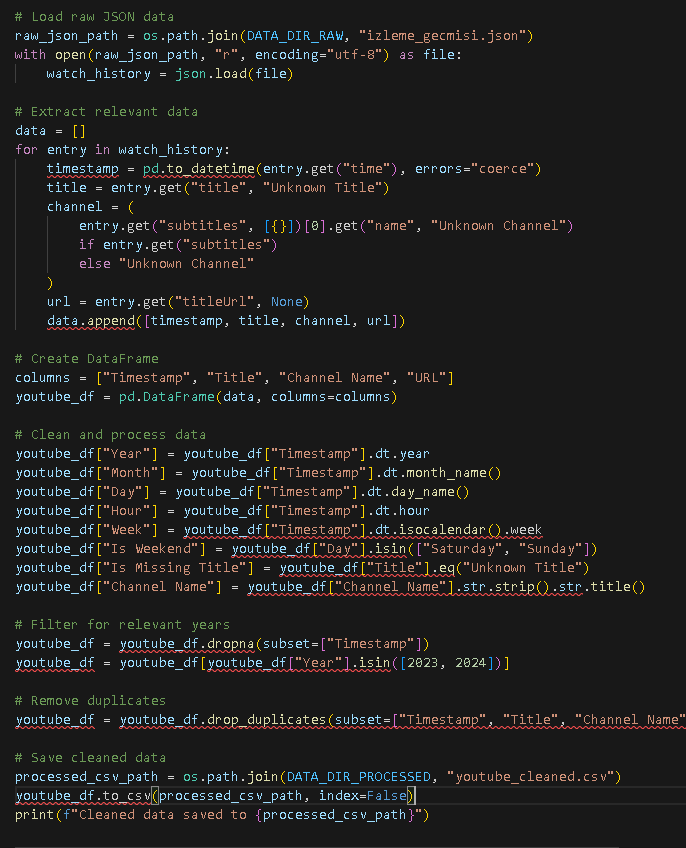 # Load raw JSON data
raw_json_path = os.path.join(DATA_DIR_RAW, "izleme_gecmisi.json")
with open(raw_json_path, "r", encoding="utf-8") as file:
    watch_history = json.load(file)

# Extract relevant data
data = []
for entry in watch_history:
    timestamp = pd.to_datetime(entry.get("time"), errors="coerce")
    title = entry.get("title", "Unknown Title")
    channel = (
        entry.get("subtitles", [{}])[0].get("name", "Unknown Channel")
        if entry.get("subtitles")
        else "Unknown Channel"
    )
    url = entry.get("titleUrl", None)
    data.append([timestamp, title, channel, url])

# Create DataFrame
columns = ["Timestamp", "Title", "Channel Name", "URL"]
youtube_df = pd.DataFrame(data, columns=columns)

# Clean and process data
youtube_df["Year"] = youtube_df["Timestamp"].dt.year
youtube_df["Month"] = youtube_df["Timestamp"].dt.month_name()
youtube_df["Day"] = youtube_df["Timestamp"].dt.day_name()
youtube_df["Hour"] = youtube_df["Timestamp"].dt.hour
youtube_df["Week"] = youtube_df["Timestamp"].dt.isocalendar().week
youtube_df["Is Weekend"] = youtube_df["Day"].isin(["Saturday", "Sunday"])
youtube_df["Is Missing Title"] = youtube_df["Title"].eq("Unknown Title")
youtube_df["Channel Name"] = youtube_df["Channel Name"].str.strip().str.title()

# Filter for relevant years
youtube_df = youtube_df.dropna(subset=["Timestamp"])
youtube_df = youtube_df[youtube_df["Year"].isin([2023, 2024])]

# Remove duplicates
youtube_df = youtube_df.drop_duplicates(subset=["Timestamp", "Title", "Channel Name"

# Save cleaned data
processed_csv_path = os.path.join(DATA_DIR_PROCESSED, "youtube_cleaned.csv")
youtube_df.to_csv(processed_csv_path, index=False)
print(f"Cleaned data saved to {processed_csv_path}")